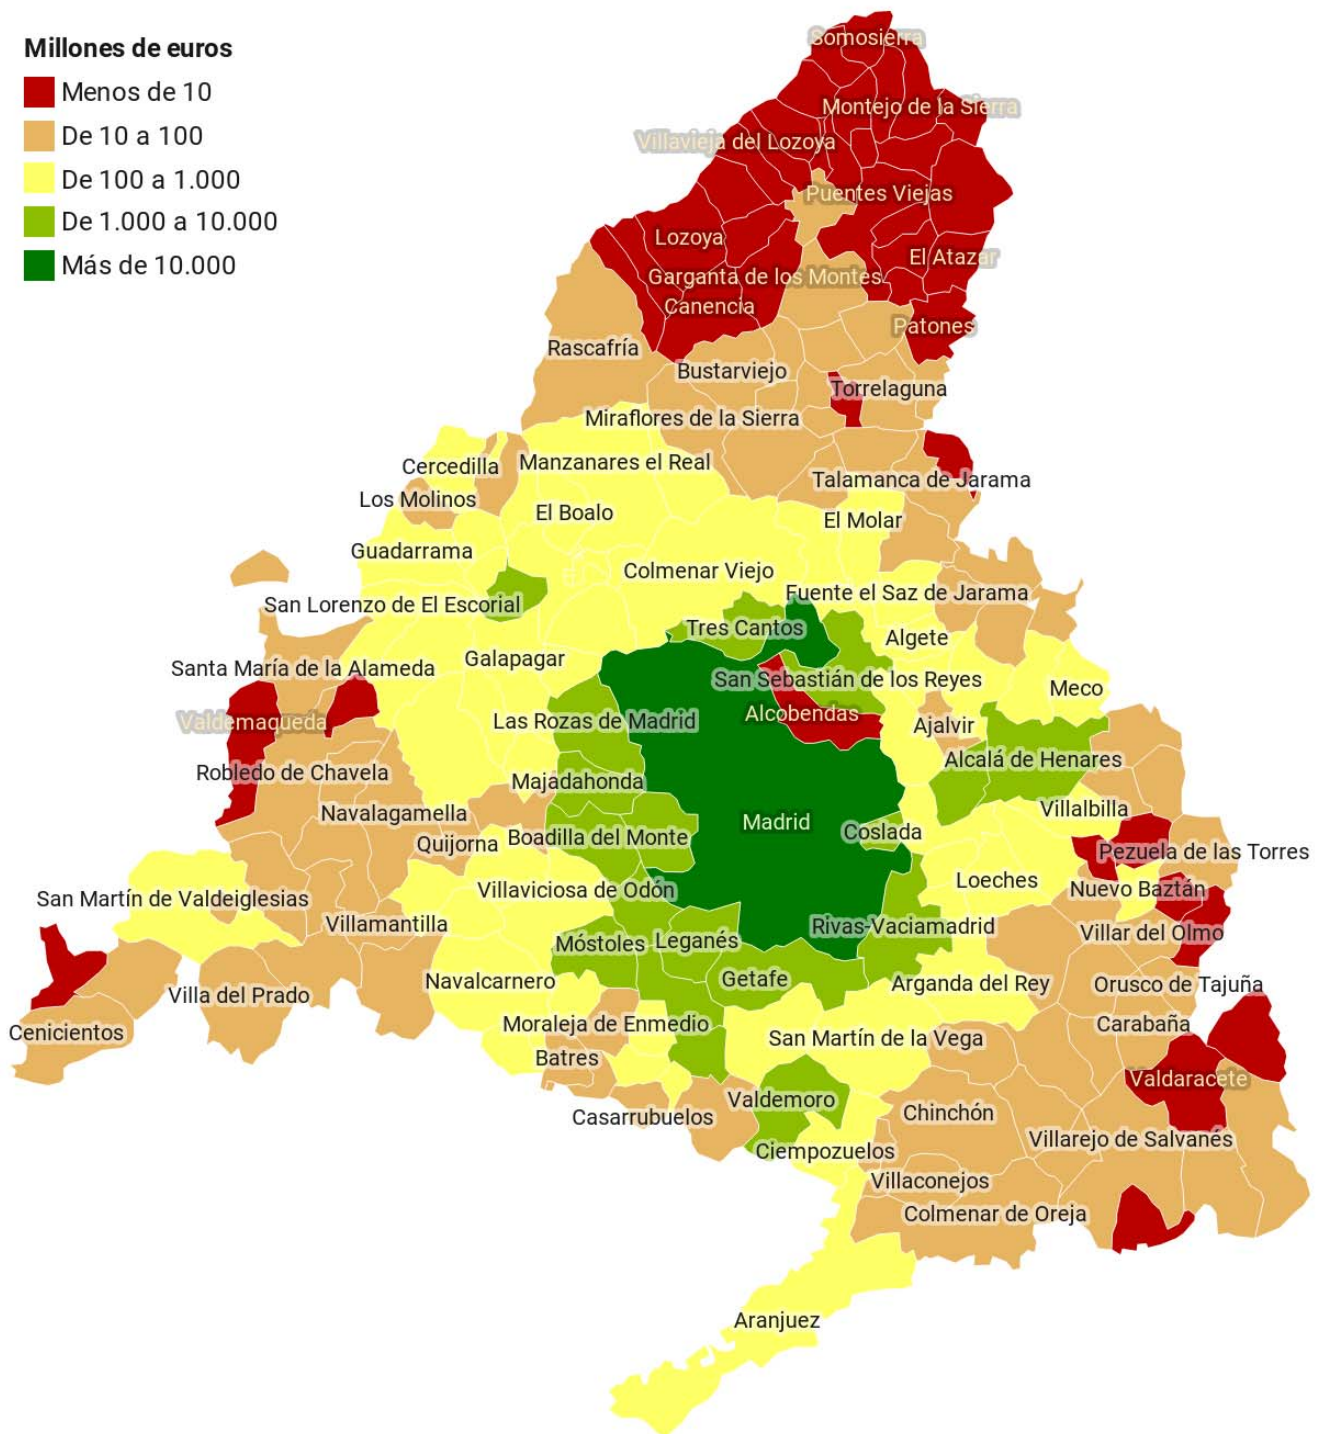 Millones de euros
Menos de 10
De 10 a 100
De 100 a 1.000
De 1.000 a 10.000
Más de 10.000
Somosierra
Montejo de la Sierra
Villavieja del Lozoya
Puentes Viejas
Lozoya
El Atazar
Garganta de los Montes
Canencia
Patones
Rascafría
Bustarviejo
Torrelaguna
Miraflores de la Sierra
Cercedilla
Manzanares el Real
Talamanca de Jarama
Los Molinos
El Boalo
El Molar
Guadarrama
Colmenar Viejo
Fuente el Saz de Jarama
San Lorenzo de El Escorial
Tres Cantos
Algete
Galapagar
Santa María de la Alameda
San Sebastián de los Reyes
Meco
Valdemaqueda
Las Rozas de Madrid
Alcobendas
Ajalvir
Alcalá de Henares
Robledo de Chavela
Majadahonda
Navalagamella
Villalbilla
Madrid
Coslada
Quijorna
Boadilla del Monte
Pezuela de las Torres
Loeches
Nuevo Baztán
Villaviciosa de Odón
San Martín de Valdeiglesias
Villamantilla
Rivas-Vaciamadrid
Villar del Olmo
Móstoles
Leganés
Getafe
Navalcarnero
Arganda del Rey
Orusco de Tajuña
Villa del Prado
Moraleja de Enmedio
Carabaña
Cenicientos
San Martín de la Vega
Batres
Valdaracete
Valdemoro
Casarrubuelos
Chinchón
Villarejo de Salvanés
Ciempozuelos
Villaconejos
Colmenar de Oreja
Aranjuez